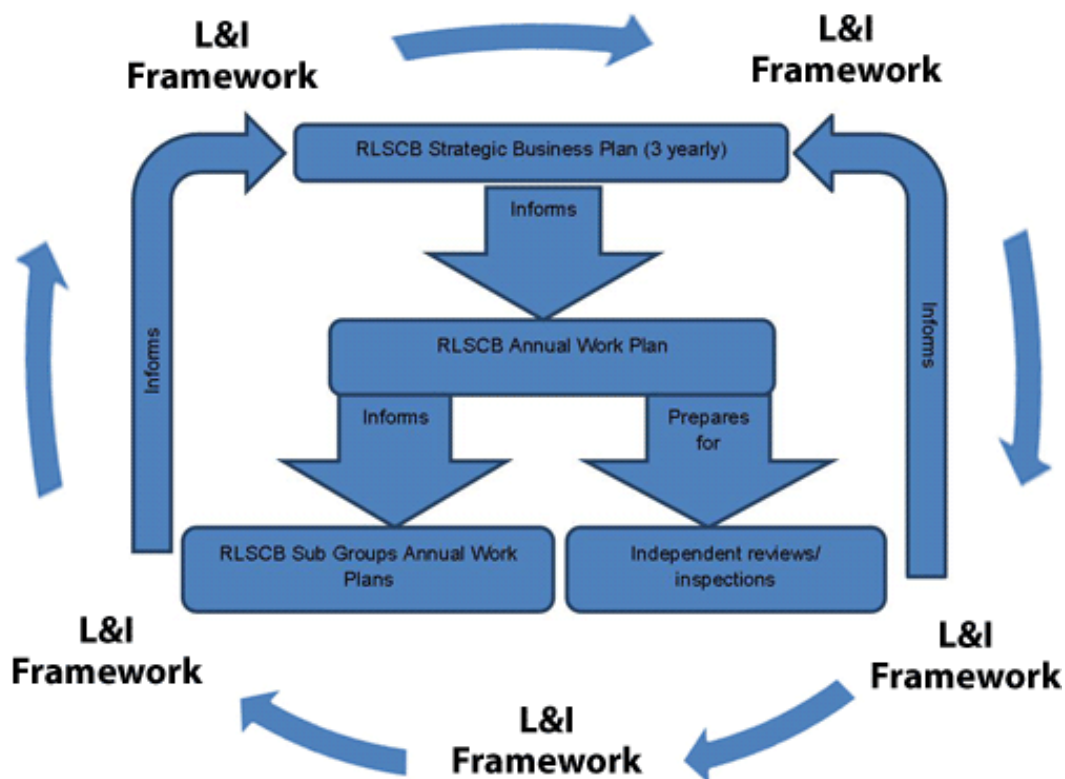 L&I
Framework
L&I
Framework
RLSCB Strategic Business Plan (3 yearly)
Informs
Informs
Informs
RLSCB Annual Work Plan
Informs
Prepares
for
RLSCB Sub Groups Annual Work
Plans
Independent reviews/
inspections
L&I
Framework
L&I
Framework
L&I
Framework